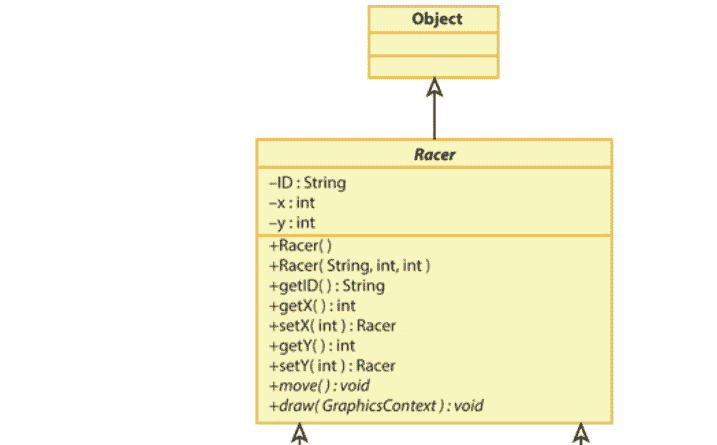 Object
Racer
–ID : String
–x : int
–y : int
+Racer( )
+Racer( String, int, int )
+getID( ) : String
+getX( ) : int
+setX( int ) : Racer
+getY( ) : int
+setY( int ) : Racer
+move( ) : void
+draw( GraphicsContext ) : void